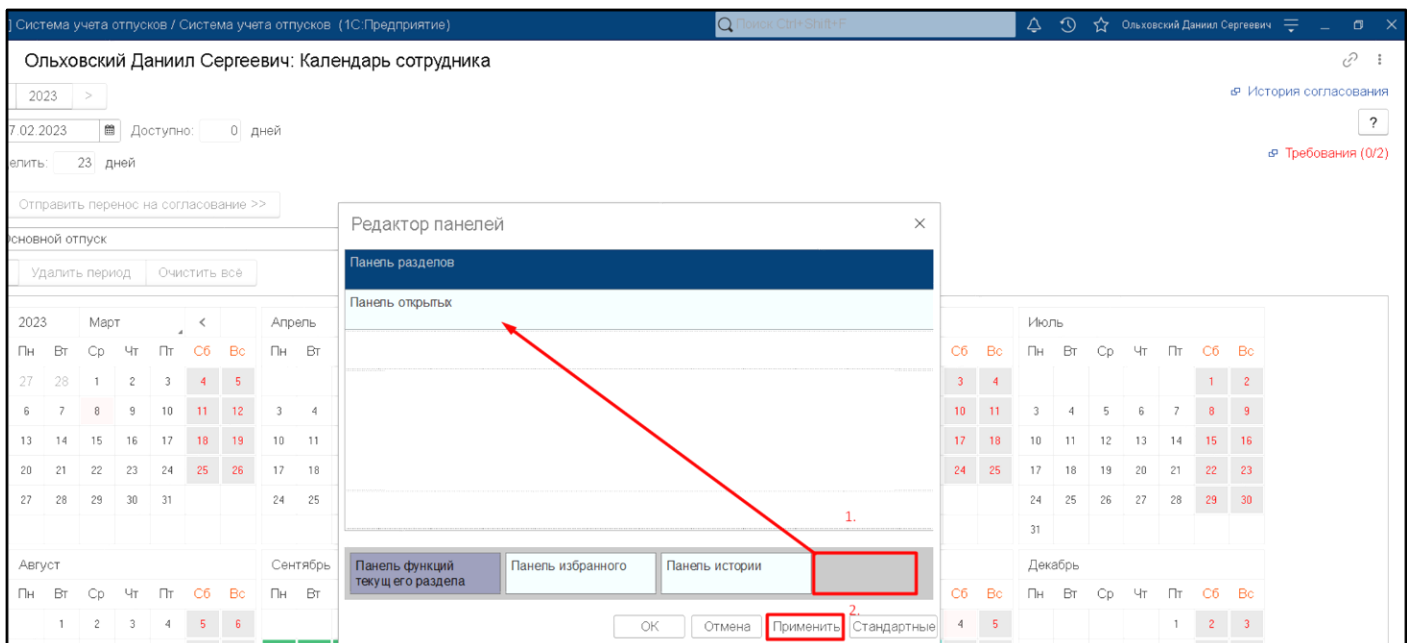 ] Система учета отпусков / Система учета отпусков (1С:Предприятие)
Поиск Ctrl+Shift+F
Ольховский Даниил Сергеевич
Ольховский Даниил Сергеевич: Календарь сотрудника
2023 >
История согласования
7.02.2023 Доступно: 0 дней
?
елить: 23 дней
Требования (0/2)
Отправить перенос на согласование >>
Основной отпуск
Удалить период Очистить всё
Редактор панелей
Панель разделов
Панель открытых
2023 Март < Апрель Июль
Пн Вт Ср Чт Пт Сб Вс Пн Вт Сб Вс Пн Вт Ср Чт Пт Сб Вс
27 28 1 2 3 4 5 3 4 1 2
6 7 8 9 10 11 12 3 4 10 11 3 4 5 6 7 8 9
13 14 15 16 17 18 19 10 11 17 18 10 11 12 13 14 15 16
20 21 22 23 24 25 26 17 18 24 25 17 18 19 20 21 22 23
27 28 29 30 31 24 25 24 25 26 27 28 29 30
31
1.
Панель функций
текущего раздела
Панель избранного
Панель истории
2.
ОК Отмена Применить Стандартные
Август Сентябрь Декабрь
Пн Вт Ср Чт Пт Сб Вс Пн Вт Сб Вс Пн Вт Ср Чт Пт Сб Вс
1 2 3 4 5 6 4 5 1 2 3